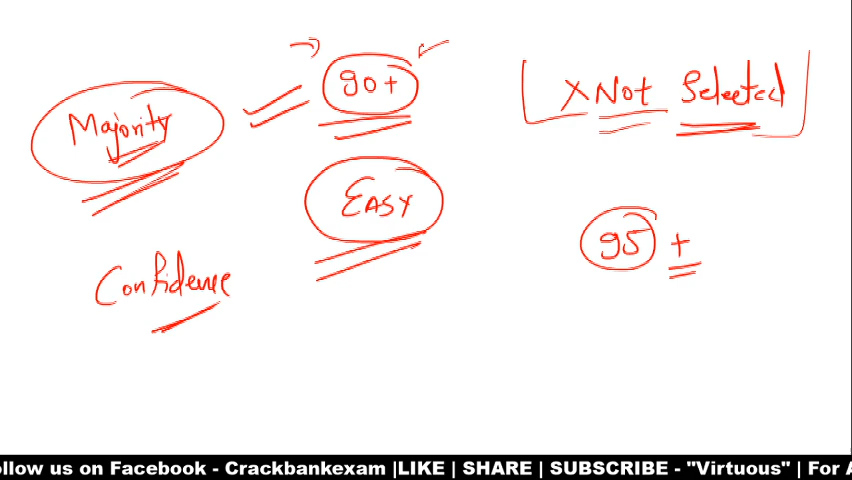 Majority 90+ X Not Selected
EASY
95 +
Confidence
ollow us on Facebook - Crackbankexam |LIKE | SHARE | SUBSCRIBE - "Virtuous" | For A